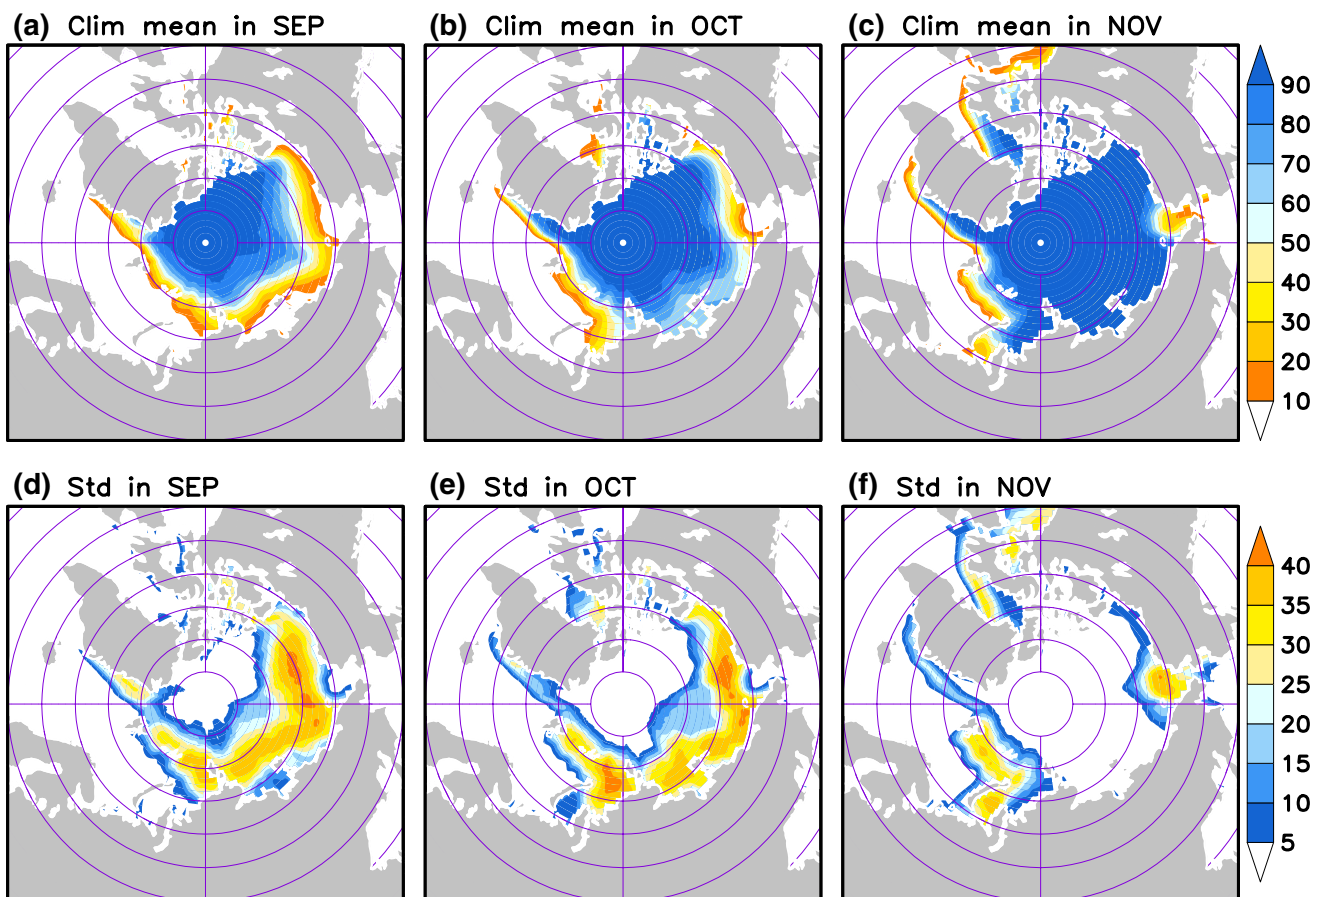 (a) Clim mean in SEP
(b) Clim mean in OCT
(c) Clim mean in NOV
90
80
70
60
50
40
30
20
10
(d) Std in SEP
(e) Std in OCT
(f) Std in NOV
40
35
30
25
20
15
10
5